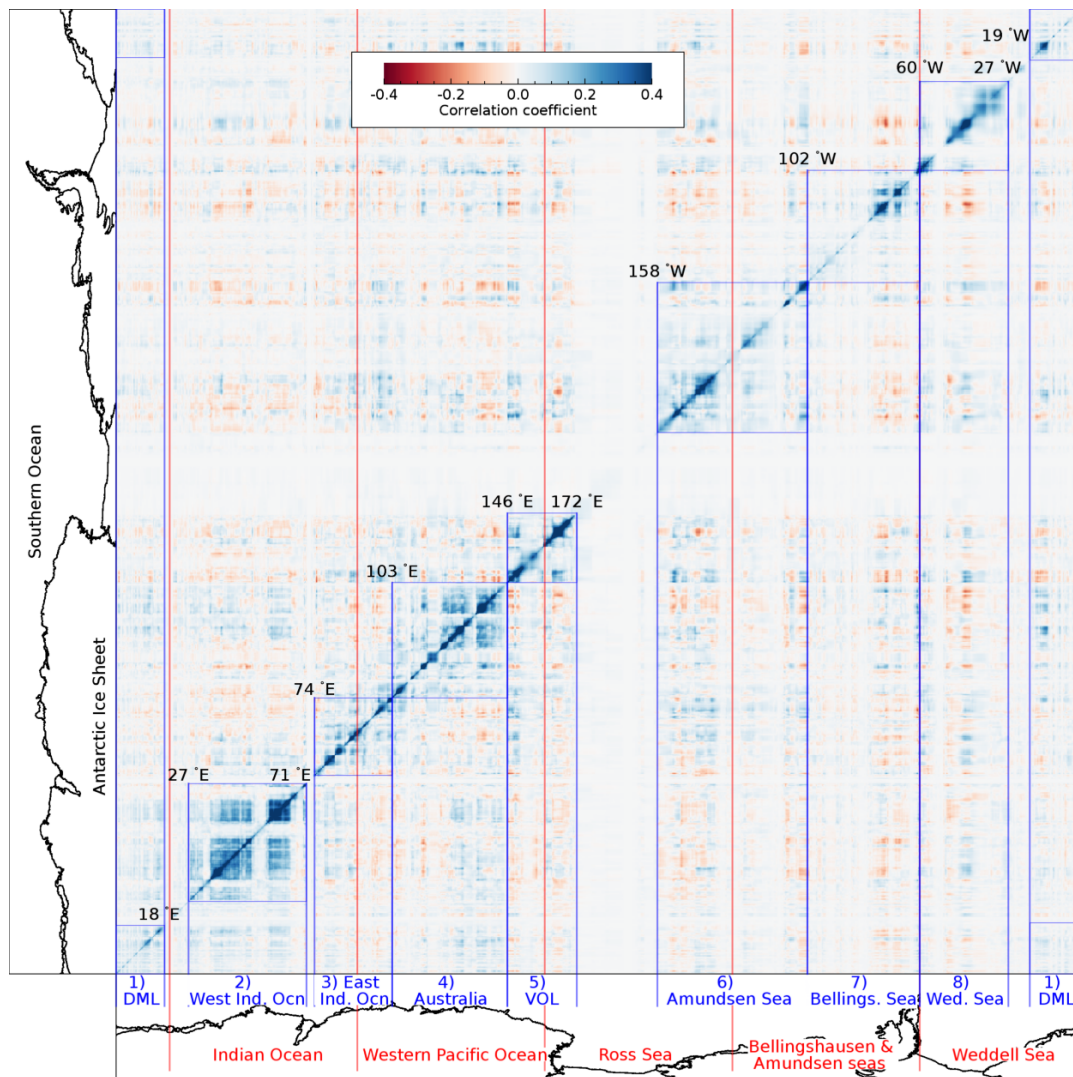 19 °W
60 °W 27 °W
-0.4 -0.2 0.0 0.2 0.4
Correlation coefficient
102 °W
158 °W
Southern Ocean
146 °E 172 °E
103 °E
Antarctic Ice Sheet
74 °E
27 °E 71 °E
18 °E
1) 2) 3) East 4) 5) 6) 7) 8) 1)
DML West Ind. Ocn Ind. Ocn Australia VOL Amundsen Sea Bellings. Sea Wed. Sea DML
Bellingshausen &
Indian Ocean Western Pacific Ocean Ross Sea Amundsen seas Weddell Sea